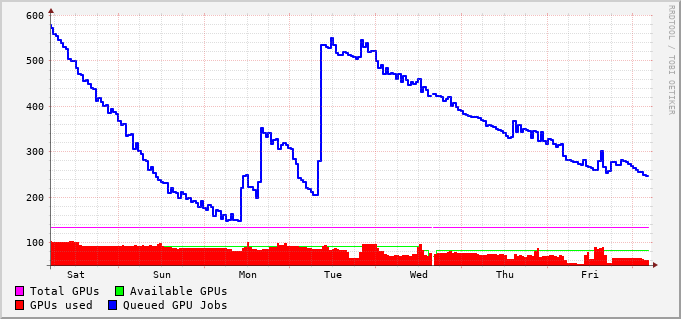 600
500
400
300
200
100
Sat Sun Mon Tue Wed Thu Fri
Total GPUs Available GPUs
GPUs used Queued GPU Jobs
RRDTOOL / TOBI OETIKER